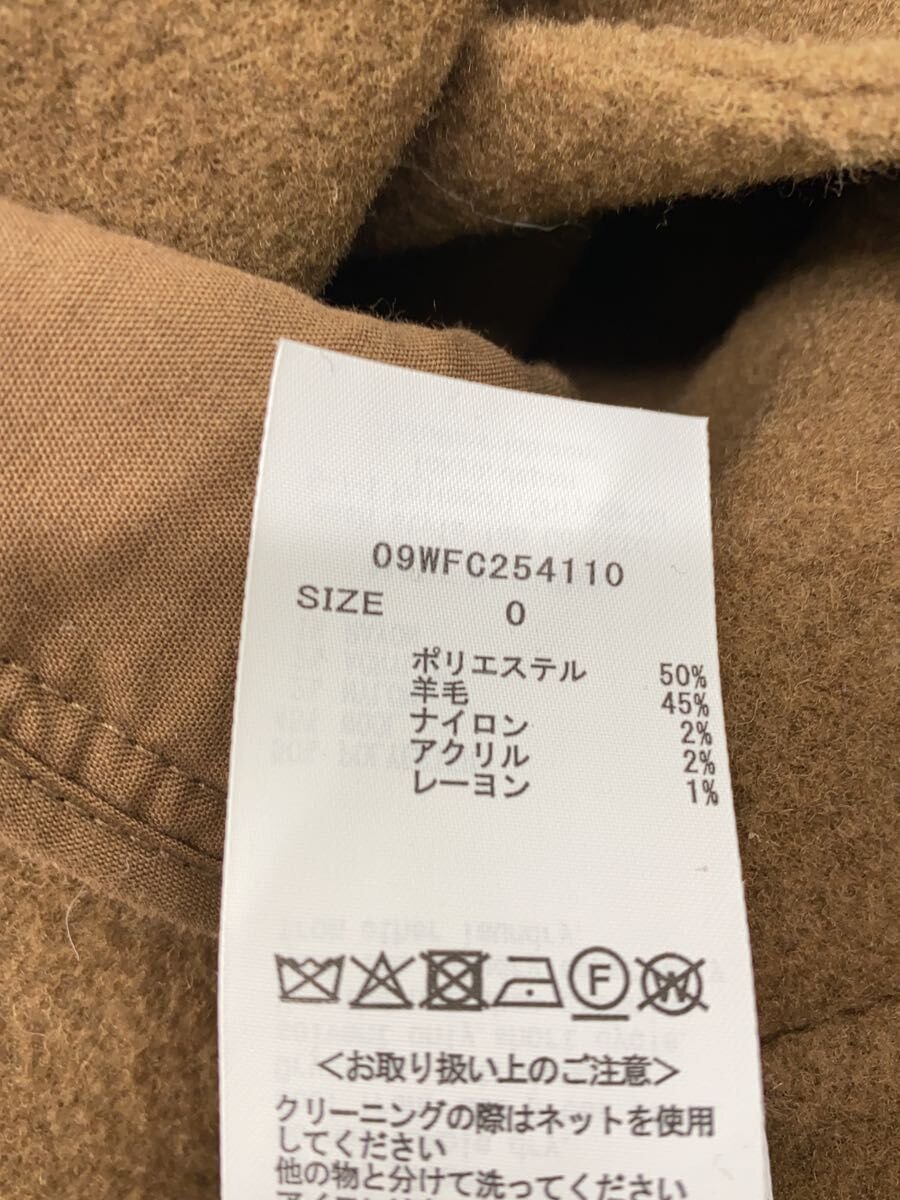 09WFC254110
SIZE 0
ポリエステル 50%
羊毛 45%
ナイロン 2%
アクリル 2%
レーヨン 1%
F W
<お取り扱い上のご注意>
クリーニングの際はネットを使用
してください
他の物と分けて洗ってください